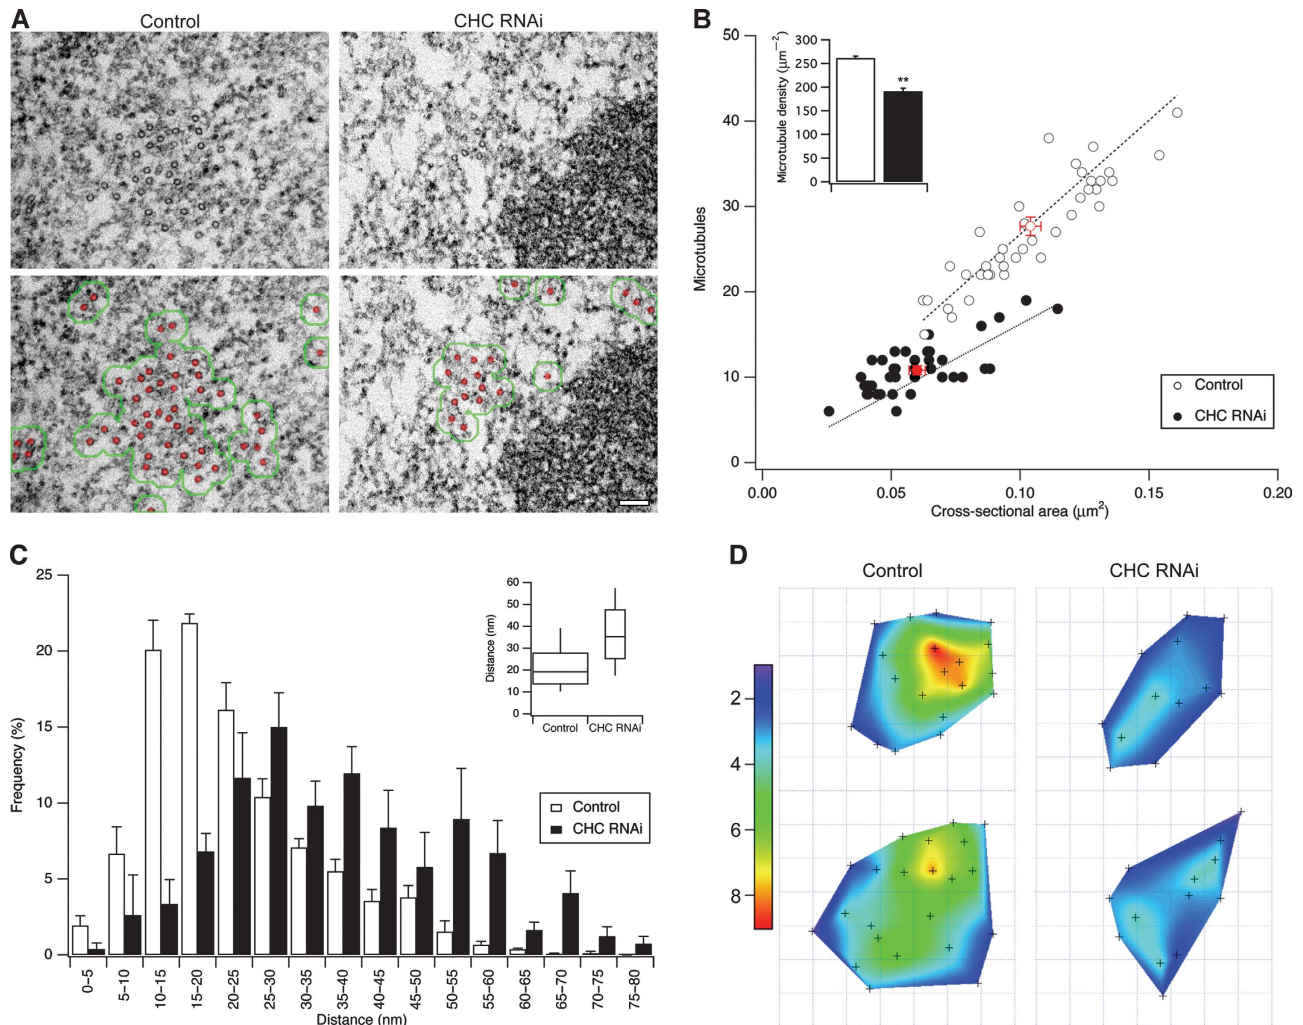 A
Control
CHC RNAi
B
Microtubules
50
40
30
20
10
0
0.00
0.05
0.10
0.15
0.20
Cross-sectional area (μm²)
Microtubule density (μm⁻²)
300
250
200
150
100
50
0
**
Control
CHC RNAi
C
Frequency (%)
25
20
15
10
5
0
0–5
5–10
10–15
15–20
20–25
25–30
30–35
35–40
40–45
45–50
50–55
55–60
60–65
65–70
70–75
75–80
Distance (nm)
Distance (nm)
60
50
40
30
20
10
0
Control
CHC RNAi
Control
CHC RNAi
D
Control
CHC RNAi
2
4
6
8